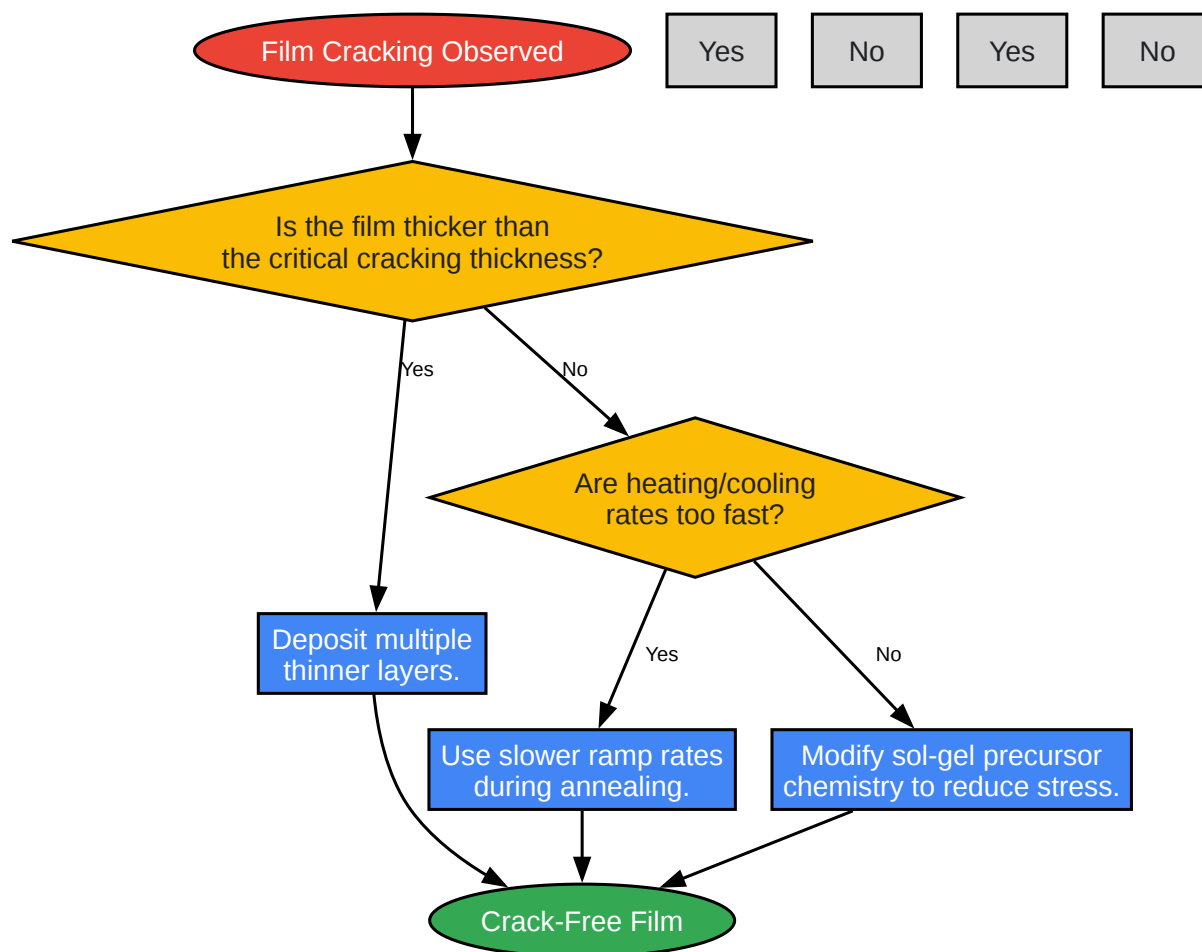 Film Cracking Observed
Yes
No
Yes
No
Is the film thicker than
the critical cracking thickness?
Yes
No
Are heating/cooling
rates too fast?
Deposit multiple
thinner layers.
Yes
No
Use slower ramp rates
during annealing.
Modify sol-gel precursor
chemistry to reduce stress.
Crack-Free Film